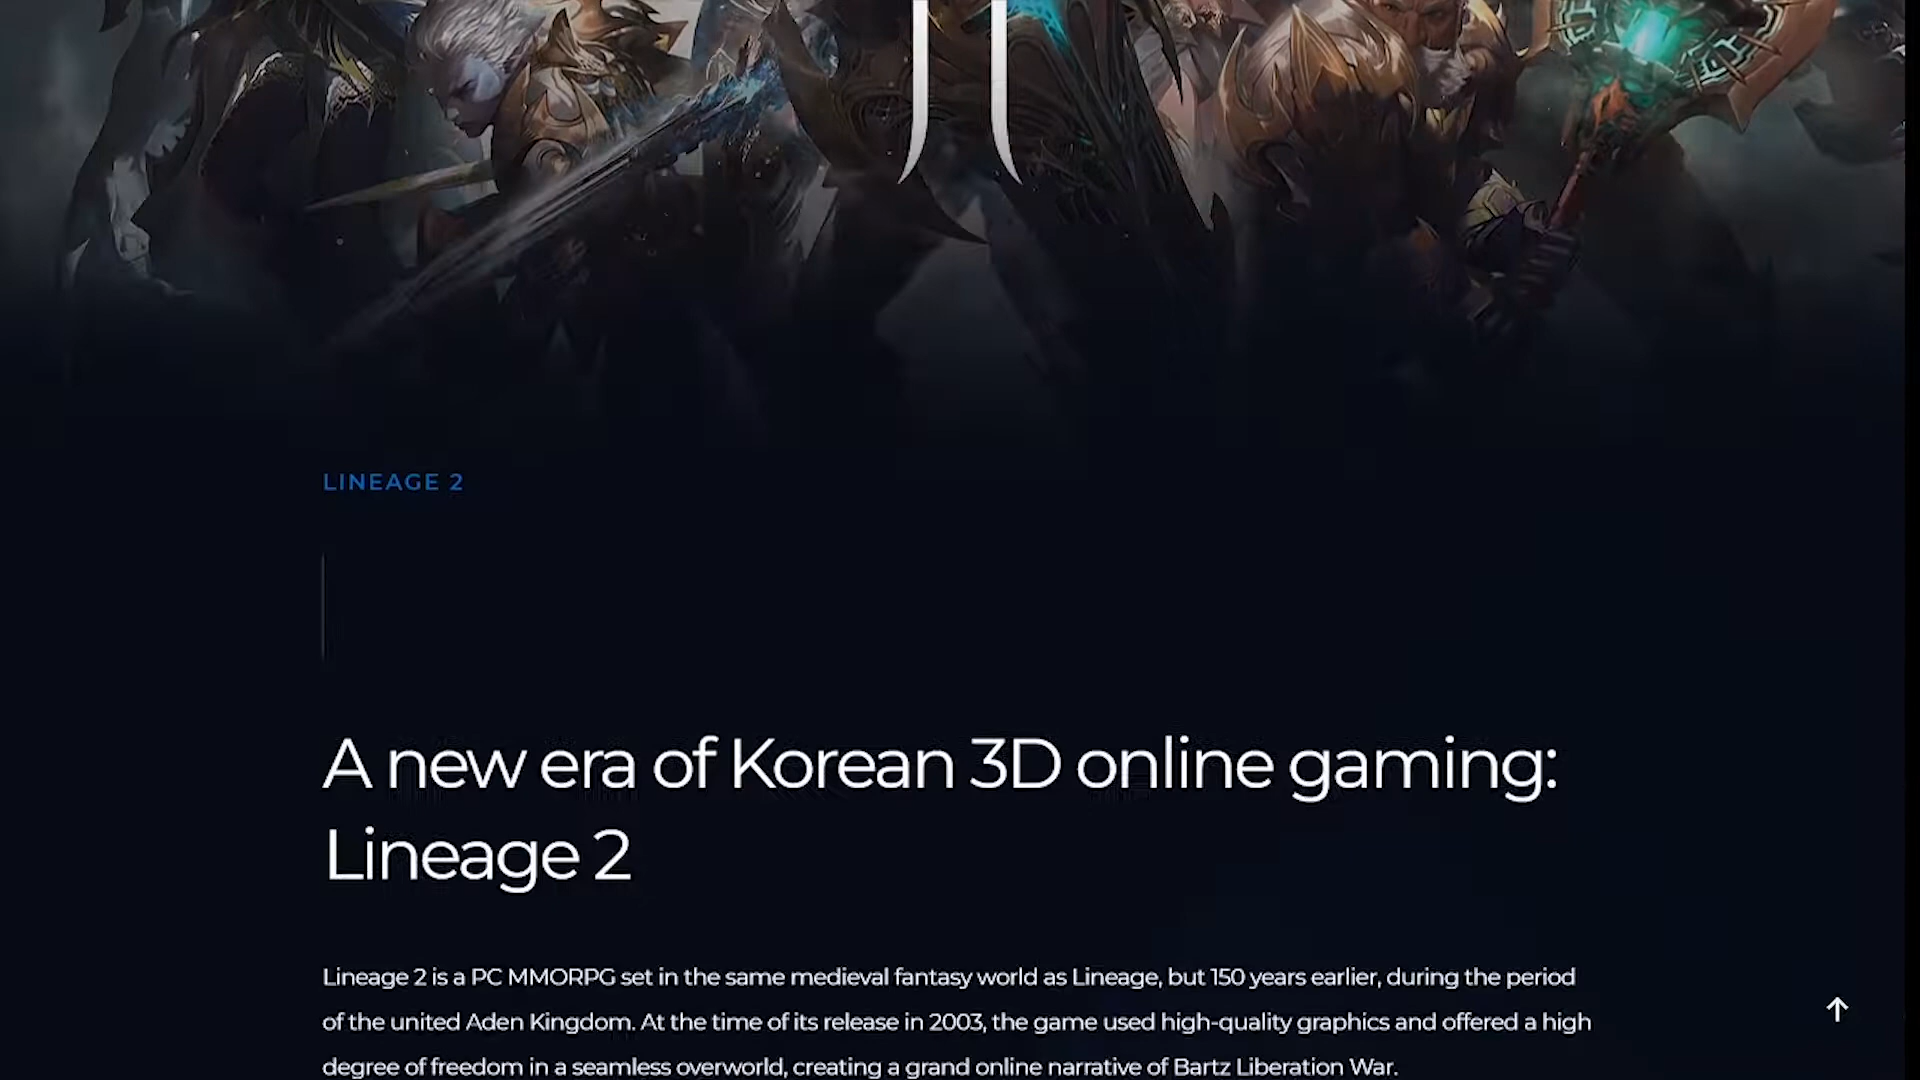 II
LINEAGE 2
A new era of Korean 3D online gaming:
Lineage 2
Lineage 2 is a PC MMORPG set in the same medieval fantasy world as Lineage, but 150 years earlier, during the period
of the united Aden Kingdom. At the time of its release in 2003, the game used high-quality graphics and offered a high
degree of freedom in a seamless overworld, creating a grand online narrative of Bartz Liberation War.